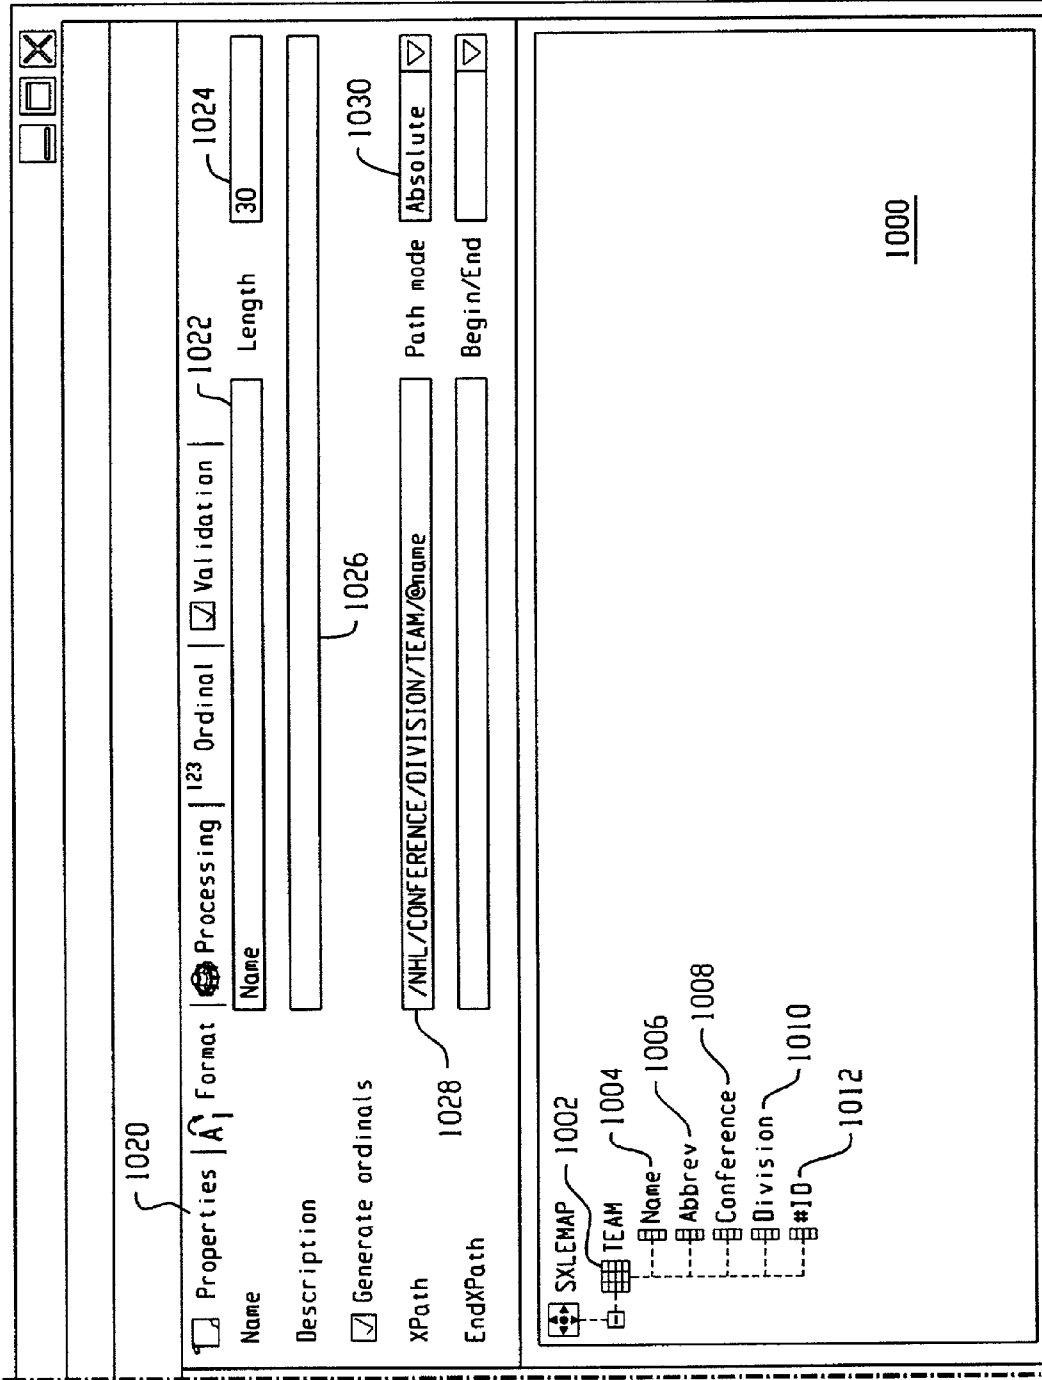 1020
Properties | A Format | Processing | 123 Ordinal | Validation |
1022
1024
Name Name Length 30
Description
1026
Generate ordinals
1028
1030
XPath /NHL/CONFERENCE/DIVISION/TEAM/@name Path mode Absolute
EndXPath Begin/End
SXLEMAP
1002
TEAM
1004
Name
1006
Abbrev
1008
Conference
1010
Division
1012
#ID
1000